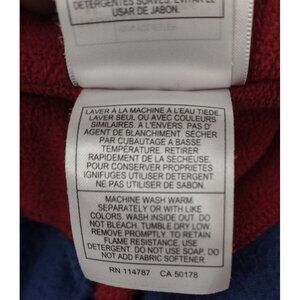 DETERGENTES SUAVES. EVITAR EL
USAR DE JABON.
LAVER À LA MACHINE À L'EAU TIEDE.
LAVER SEUL OU AVEC COULEURS
SIMILAIRES. A L'ENVERS. PAS D'
AGENT DE BLANCHIMENT. SECHER
PAR CUBAUTAGE A BASSE
TEMPÉRATURE. RETIRER
RAPIDEMENT DE LA SECHEUSE.
POUR CONSERVER PROPRIETES
IGNIFUGES UTILISER DETERGENT.
NE PAS UTILISER DE SABON.
MACHINE WASH WARM.
SEPARATELY OR WITH LIKE
COLORS. WASH INSIDE OUT. DO
NOT BLEACH. TUMBLE DRY LOW.
REMOVE PROMPTLY. TO RETAIN
FLAME RESISTANCE, USE
DETERGENT. DO NOT USE SOAP. DO
NOT ADD FABRIC SOFTENER.
RN 114787 CA 50178